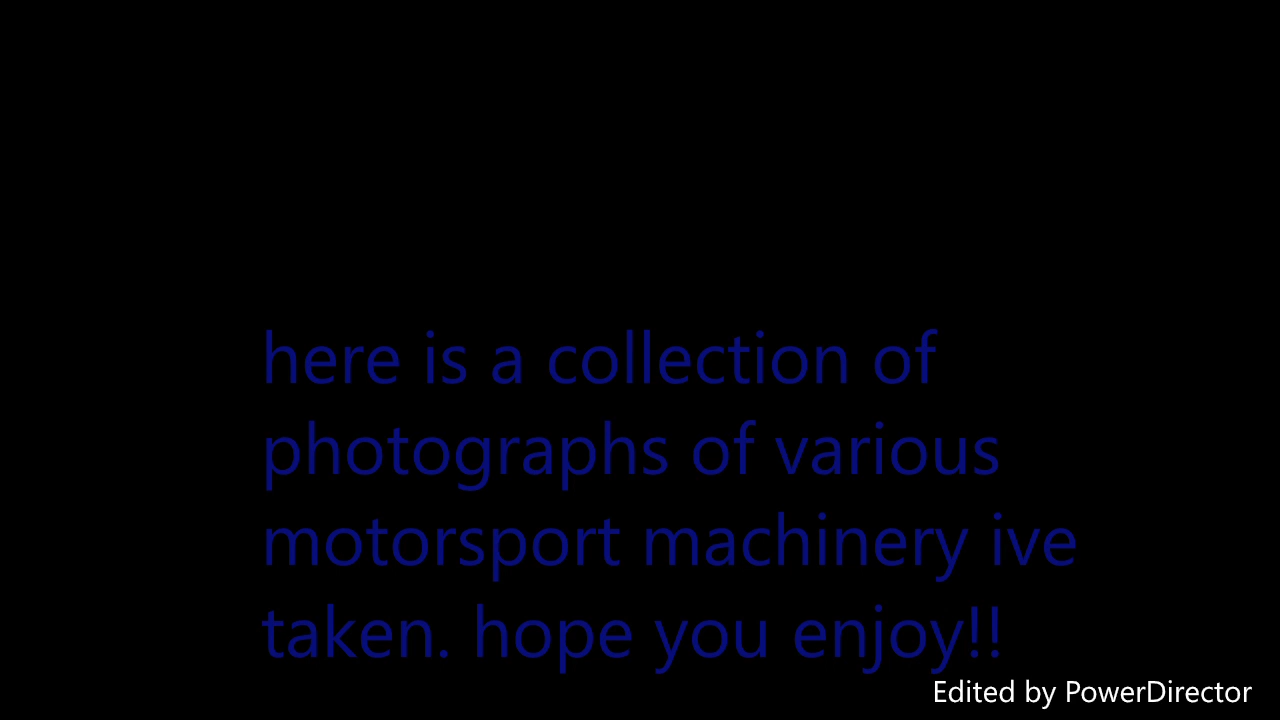 here is a collection of
photographs of various
motorsport machinery ive
taken. hope you enjoy!!
Edited by PowerDirector